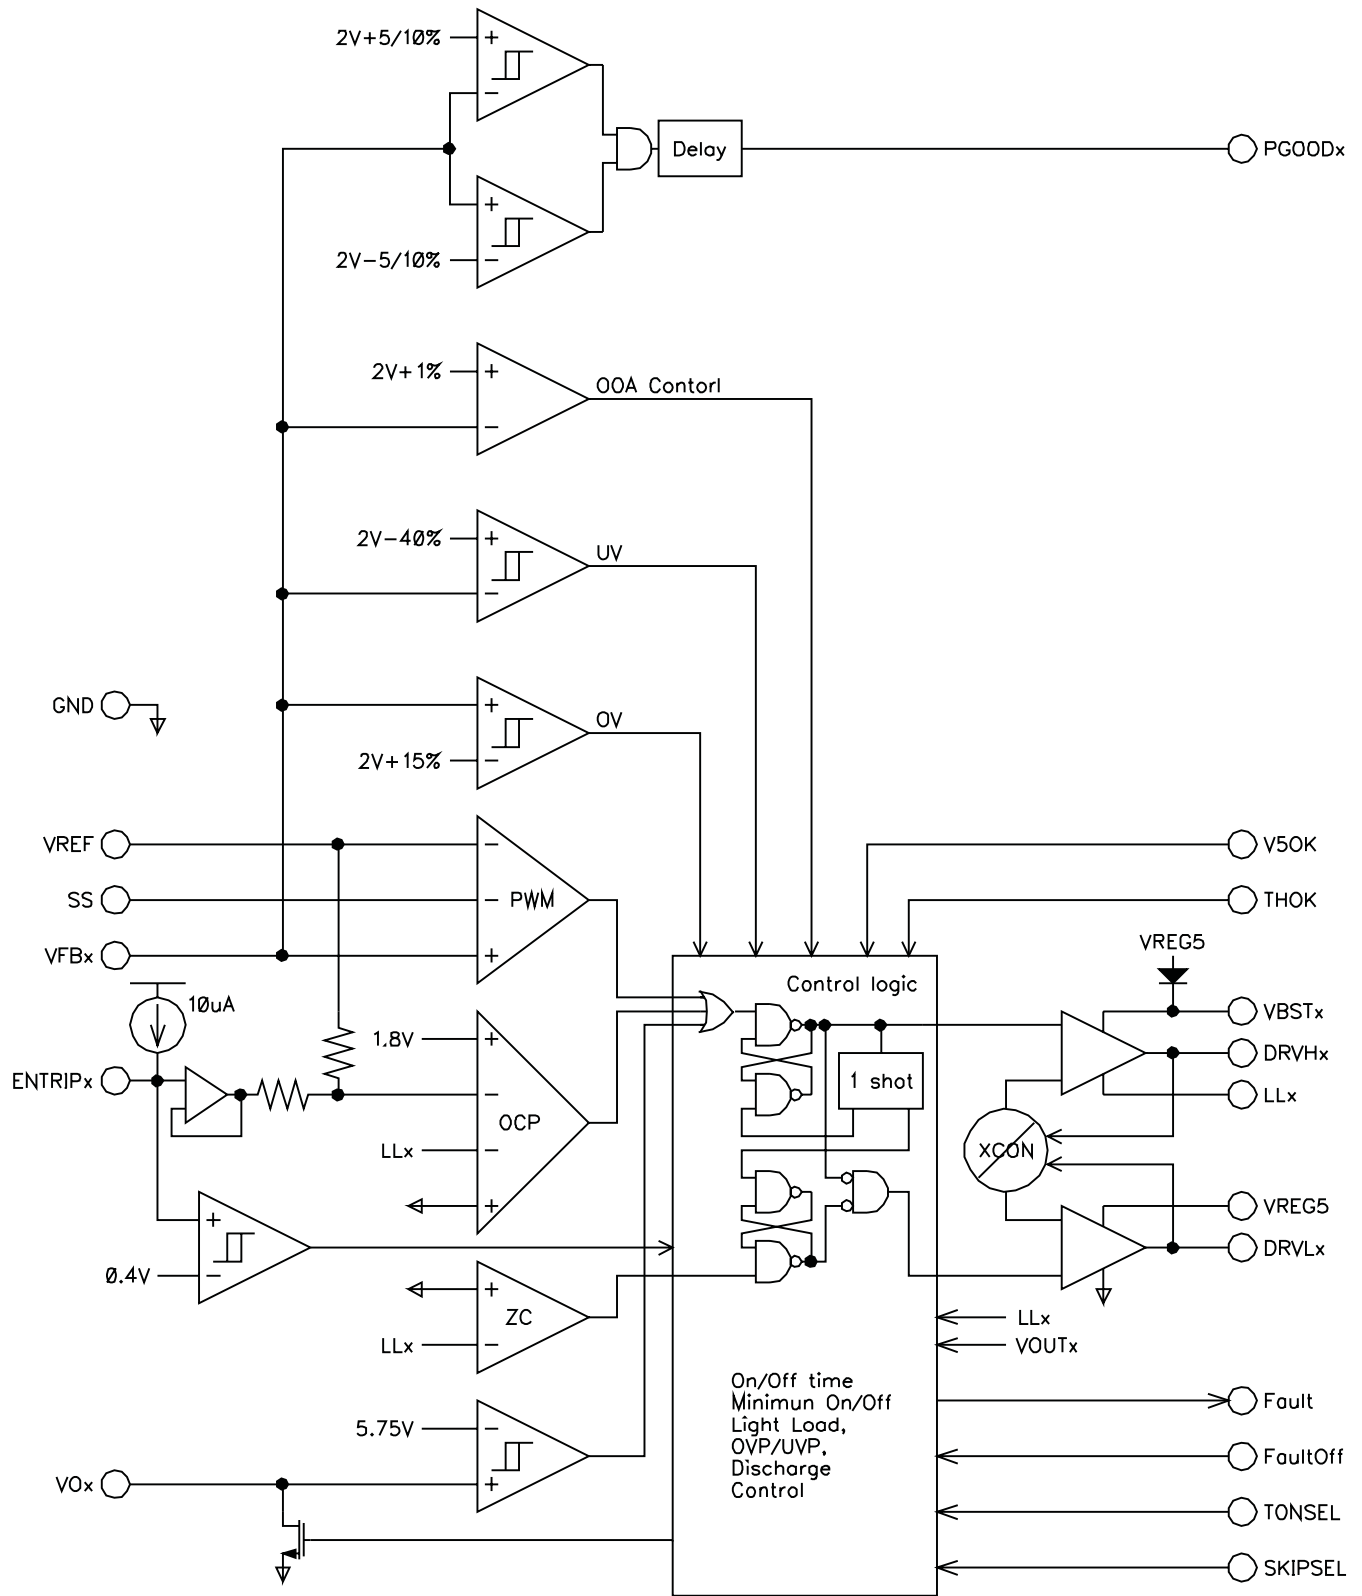 2V+5/10%
+
−
Delay
PGOODx
+
2V−5/10%
−
2V+1%
+
−
OOA Contorl
2V−40%
+
−
UV
GND
+
2V+15%
−
OV
VREF
−
V5OK
SS
−
PWM
THOK
VFBx
+
VREG5
Control logic
10uA
VBSTx
1.8V
+
DRVHx
ENTRIPx
−
1 shot
LLx
OCP
LLx
−
XCON
+
VREG5
+
DRVLx
0.4V
−
+
ZC
LLx
LLx
−
VOUTx
On/Off time
Minimun On/Off
Light Load,
OVP/UVP,
Discharge
Control
5.75V
−
Fault
FaultOff
VOx
+
TONSEL
SKIPSEL